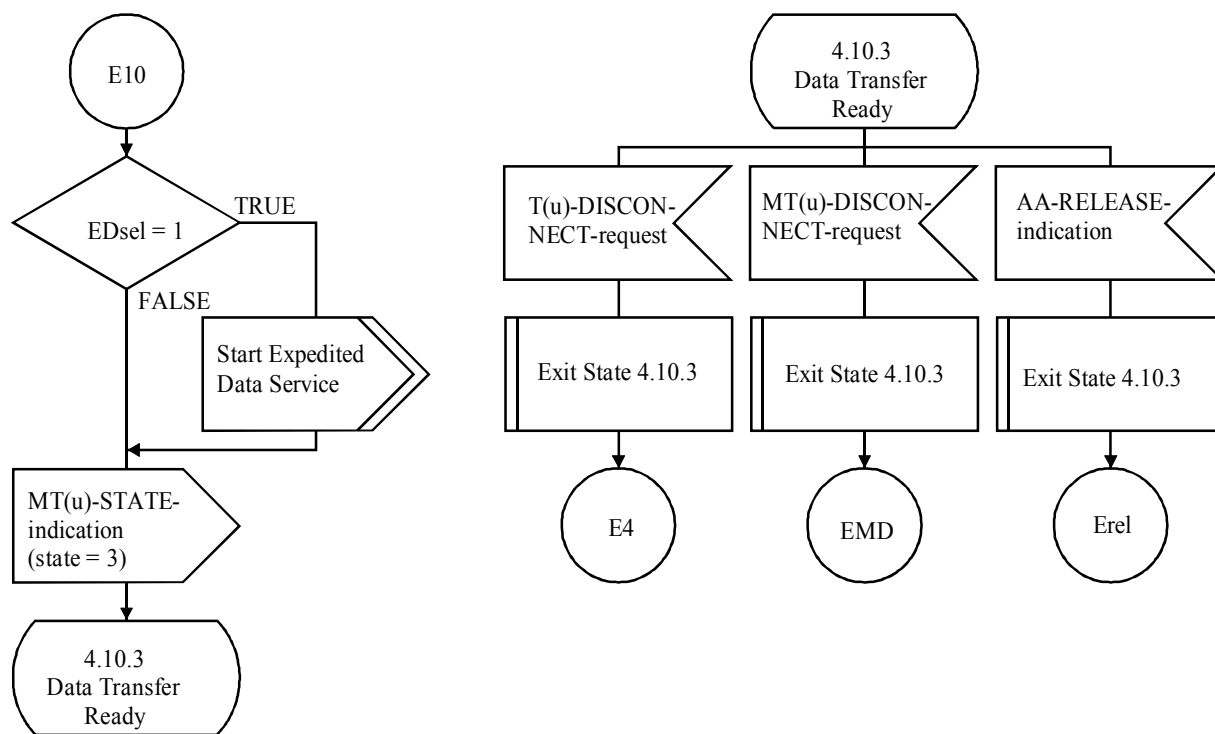 E10
EDsel = 1
TRUE
FALSE
Start Expedited
Data Service
MT(u)-STATE-
indication
(state = 3)
4.10.3
Data Transfer
Ready
4.10.3
Data Transfer
Ready
T(u)-DISCON-
NECT-request
MT(u)-DISCON-
NECT-request
AA-RELEASE-
indication
Exit State 4.10.3
Exit State 4.10.3
Exit State 4.10.3
E4
EMD
Erel